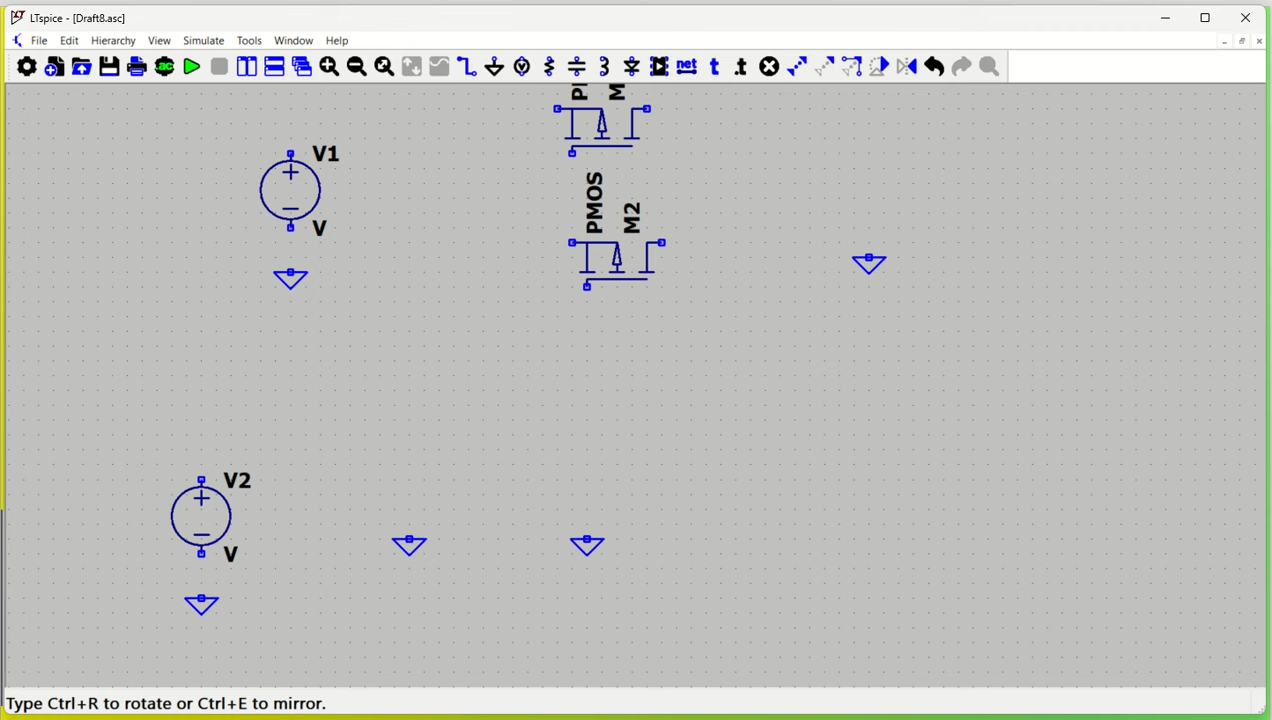 LTspice - [Draft8.asc]
File Edit Hierarchy View Simulate Tools Window Help
.ac
net t .t
M
V1
V
PMOS
M2
V2
V
Type Ctrl+R to rotate or Ctrl+E to mirror.